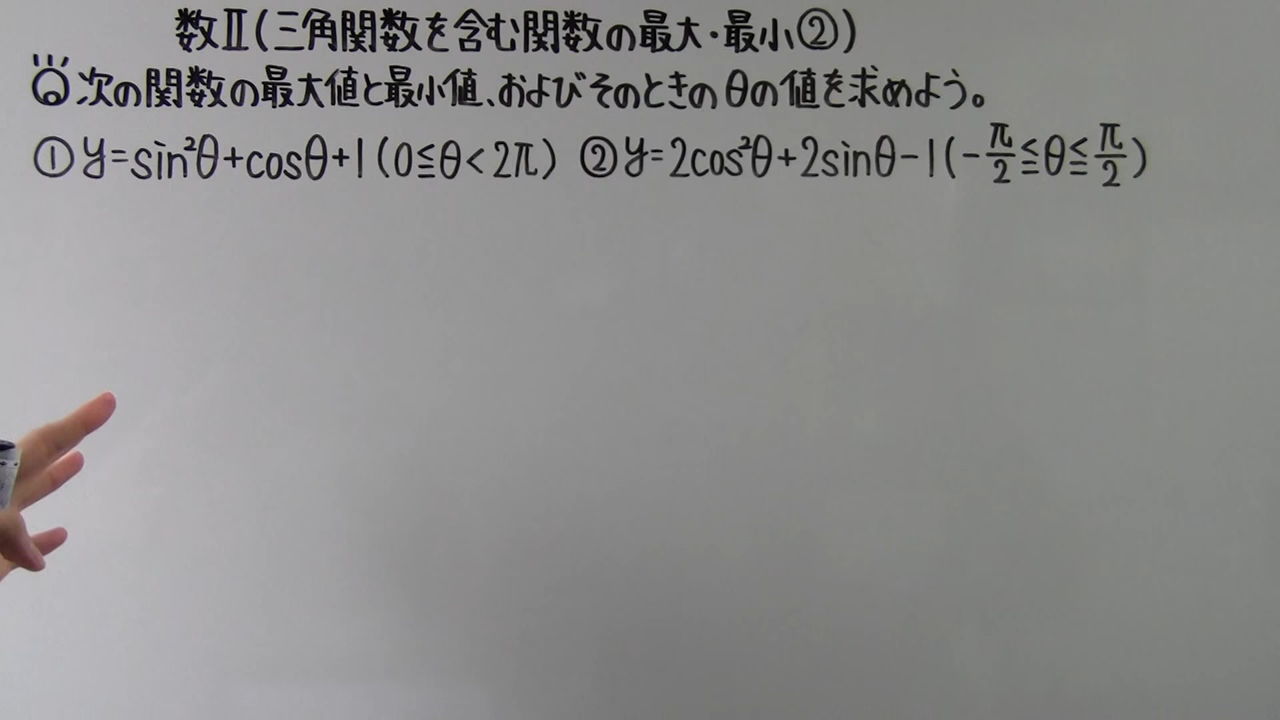 数Ⅱ(三角関数を含む関数の最大・最小②)
Q次の関数の最大値と最小値、およびそのときのθの値を求めよう。
①y=sin²θ+cosθ+1(0≦θ<2π) ②y=2cos²θ+2sinθ-1(-π/2≦θ≦π/2)